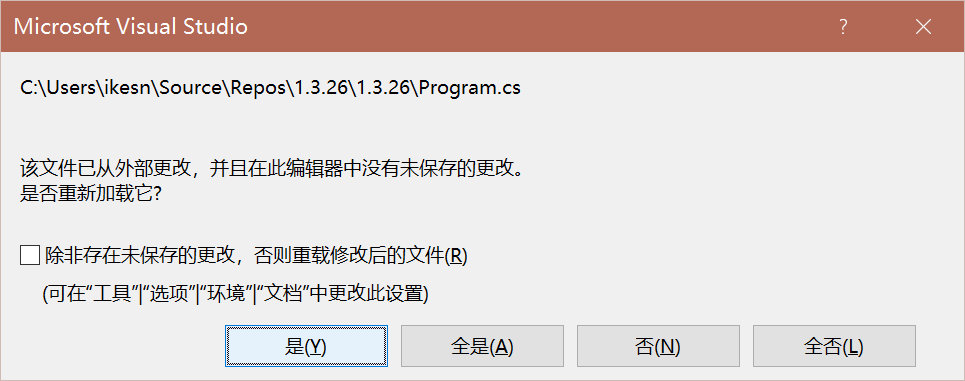 Microsoft Visual Studio
C:\Users\ikesn\Source\Repos\1.3.26\1.3.26\Program.cs
该文件已从外部更改，并且在此编辑器中没有未保存的更改。
是否重新加载它?
除非存在未保存的更改，否则重载修改后的文件(R)
(可在“工具”|“选项”|“环境”|“文档”中更改此设置)
是(Y) 全是(A) 否(N) 全否(L)